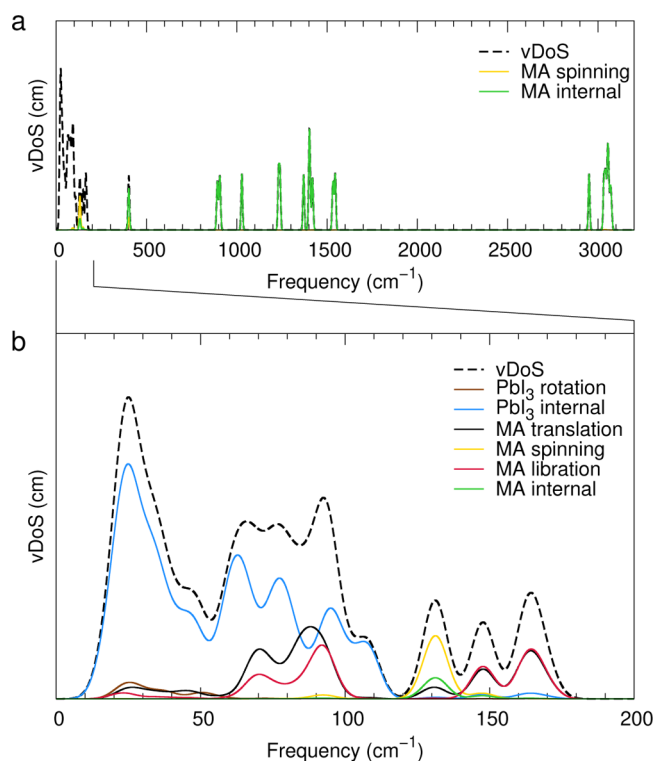 a
vDoS (cm)
vDoS
MA spinning
MA internal
0 500 1000 1500 2000 2500 3000
Frequency (cm⁻¹)
b
vDoS (cm)
vDoS
PbI₃ rotation
PbI₃ internal
MA translation
MA spinning
MA libration
MA internal
0 50 100 150 200
Frequency (cm⁻¹)